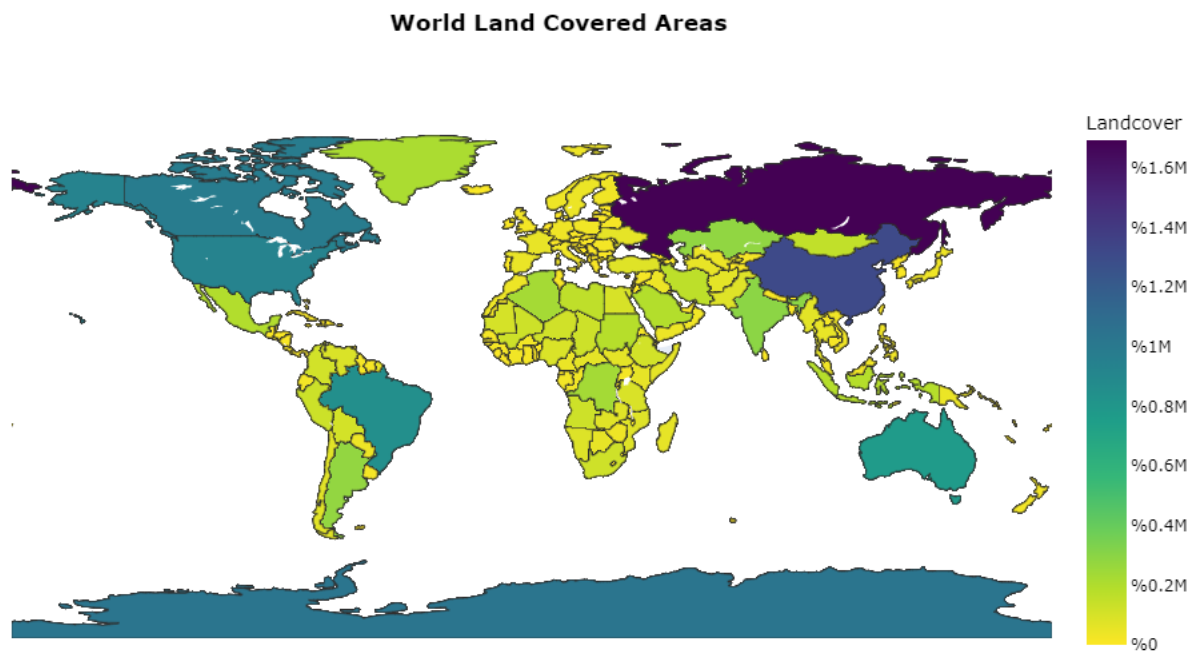 World Land Covered Areas
Landcover
%1.6M
%1.4M
%1.2M
%1M
%0.8M
%0.6M
%0.4M
%0.2M
%0